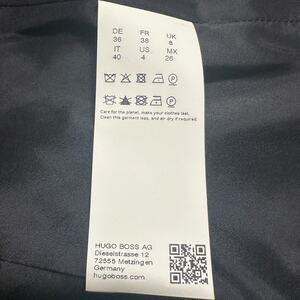 DE FR UK
36 38 8
IT US MX
40 4 26
Care for the planet, make your clothes last.
Clean this garment less, and air dry if required.
HUGO BOSS AG
Dieselstrasse 12
72555 Metzingen
Germany
hugoboss.com